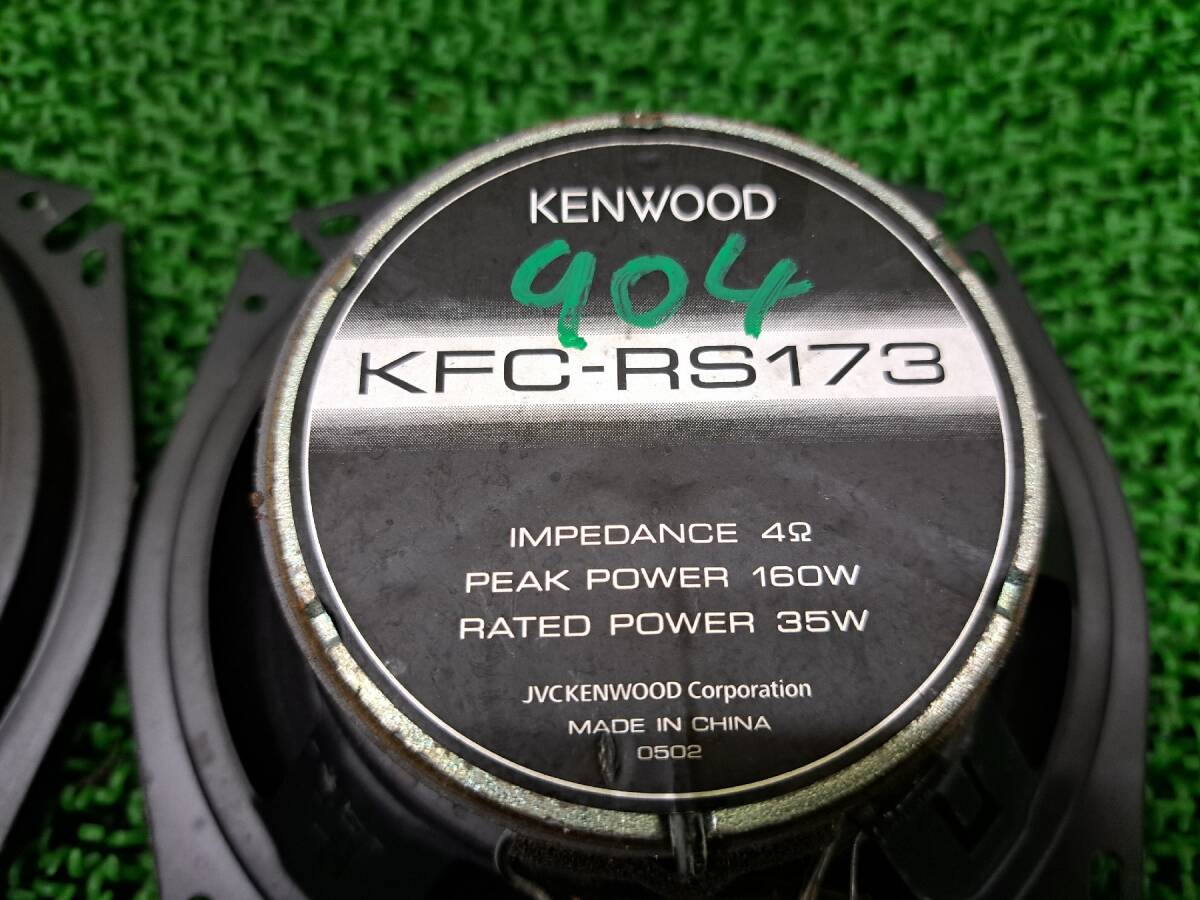 KENWOOD
904
KFC-RS173
IMPEDANCE 4Ω
PEAK POWER 160W
RATED POWER 35W
JVCKENWOOD Corporation
MADE IN CHINA
0502